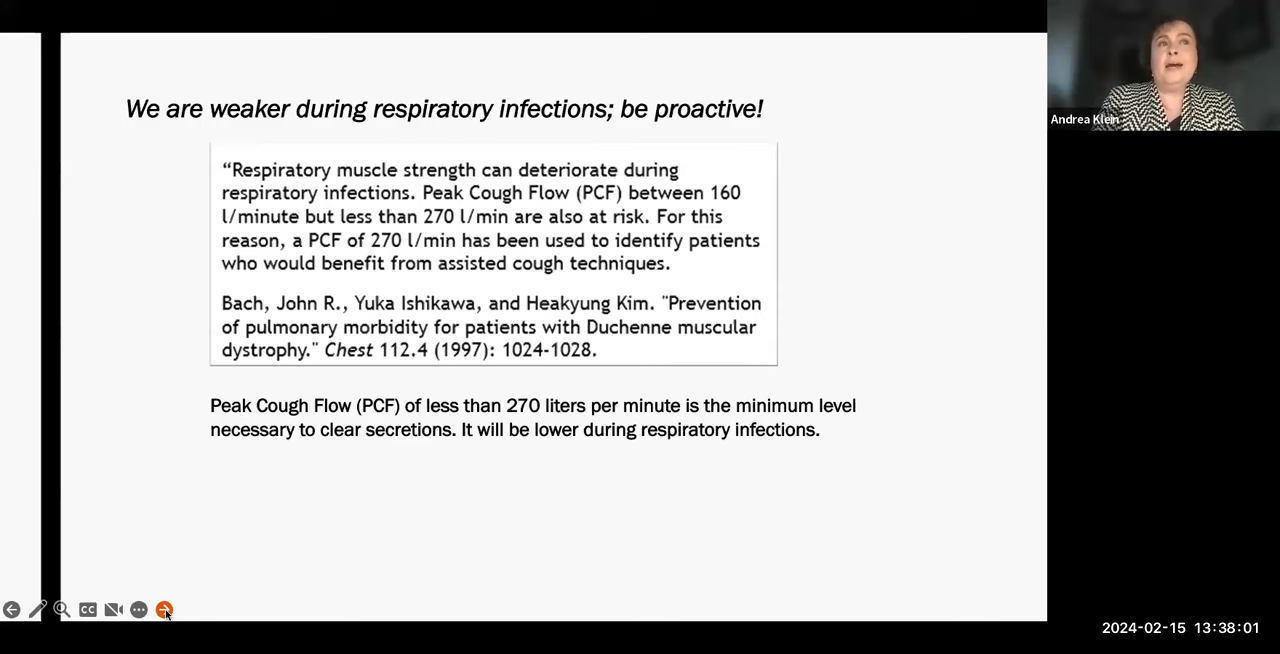 We are weaker during respiratory infections; be proactive!
“Respiratory muscle strength can deteriorate during
respiratory infections. Peak Cough Flow (PCF) between 160
l/minute but less than 270 l/min are also at risk. For this
reason, a PCF of 270 l/min has been used to identify patients
who would benefit from assisted cough techniques.
Bach, John R., Yuka Ishikawa, and Heakyung Kim. "Prevention
of pulmonary morbidity for patients with Duchenne muscular
dystrophy." Chest 112.4 (1997): 1024-1028.
Peak Cough Flow (PCF) of less than 270 liters per minute is the minimum level
necessary to clear secretions. It will be lower during respiratory infections.
Andrea Klein
CC
2024-02-15 13:38:01